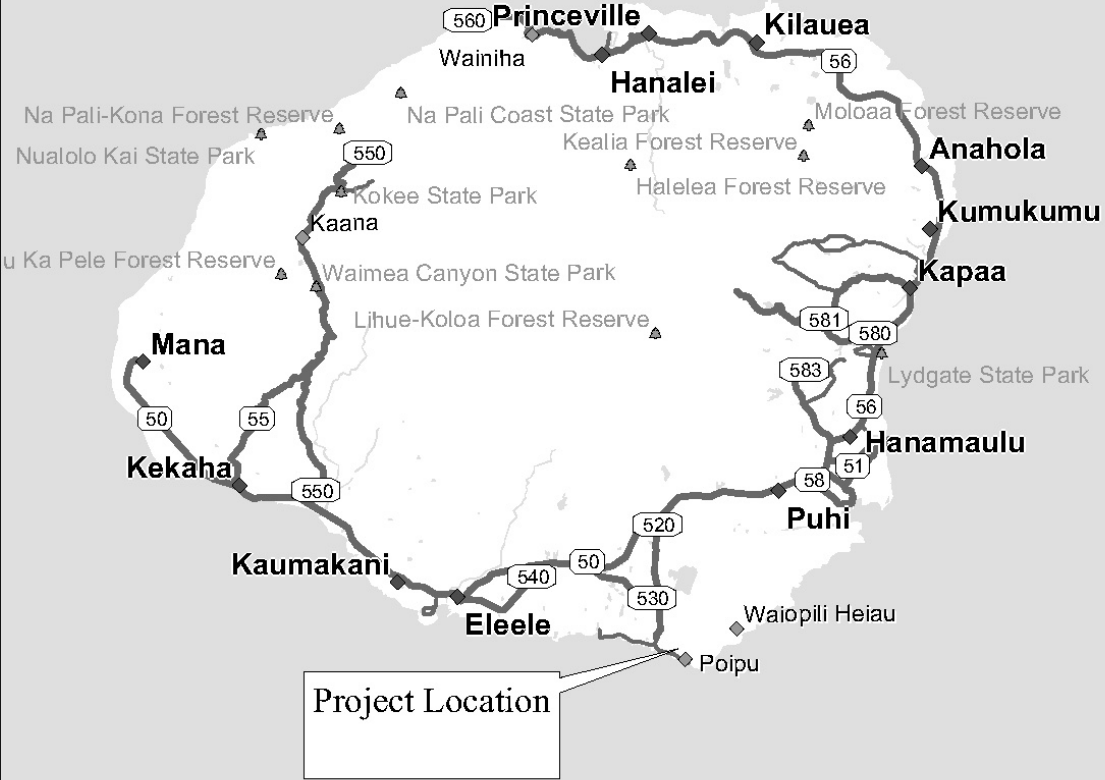 560
Princeville
Kilauea
Wainiha
56
Hanalei
Na Pali-Kona Forest Reserve
Na Pali Coast State Park
Moloaa Forest Reserve
Kealia Forest Reserve
Nualolo Kai State Park
550
Anahola
Kokee State Park
Halelea Forest Reserve
Kaana
Kumukumu
u Ka Pele Forest Reserve
Waimea Canyon State Park
Kapaa
Lihue-Koloa Forest Reserve
581
580
Mana
583
Lydgate State Park
50
55
56
Hanamaulu
Kekaha
51
550
58
Puhi
520
Kaumakani
50
540
530
Eleele
Waiopili Heiau
Poipu
Project Location